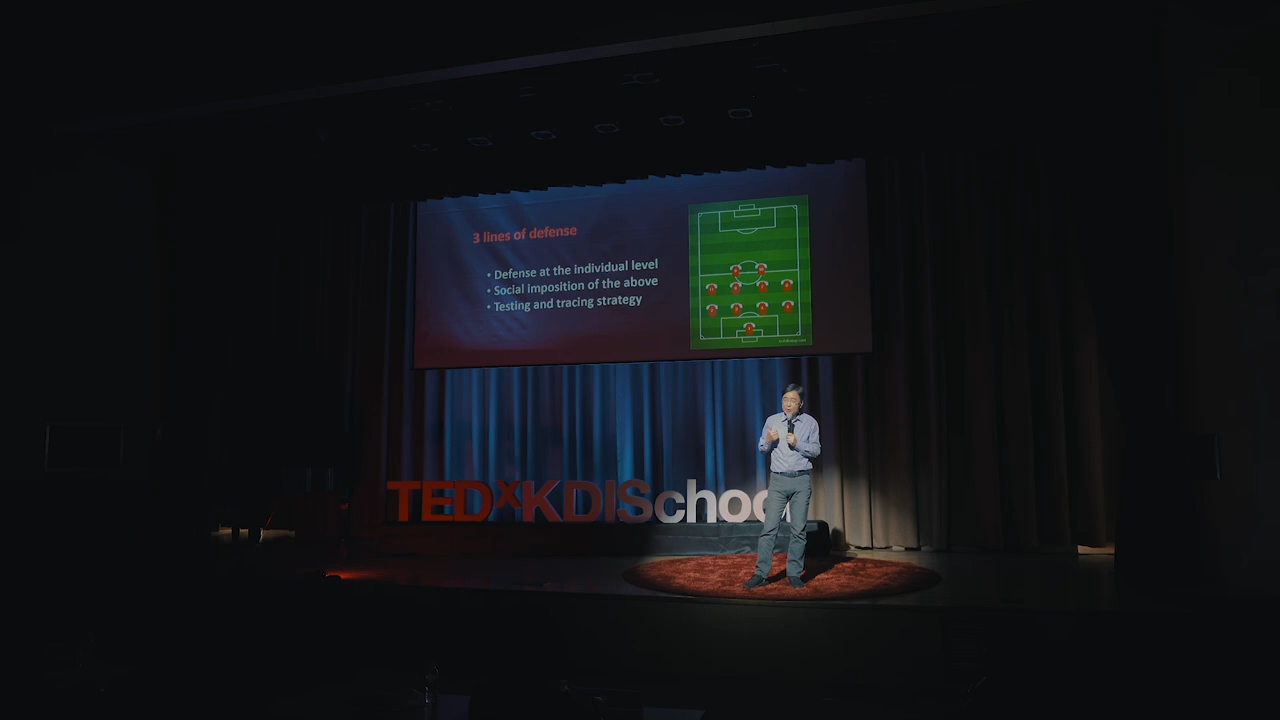 3 lines of defense
• Defense at the individual level
• Social imposition of the above
• Testing and tracing strategy
TEDxKDISchool